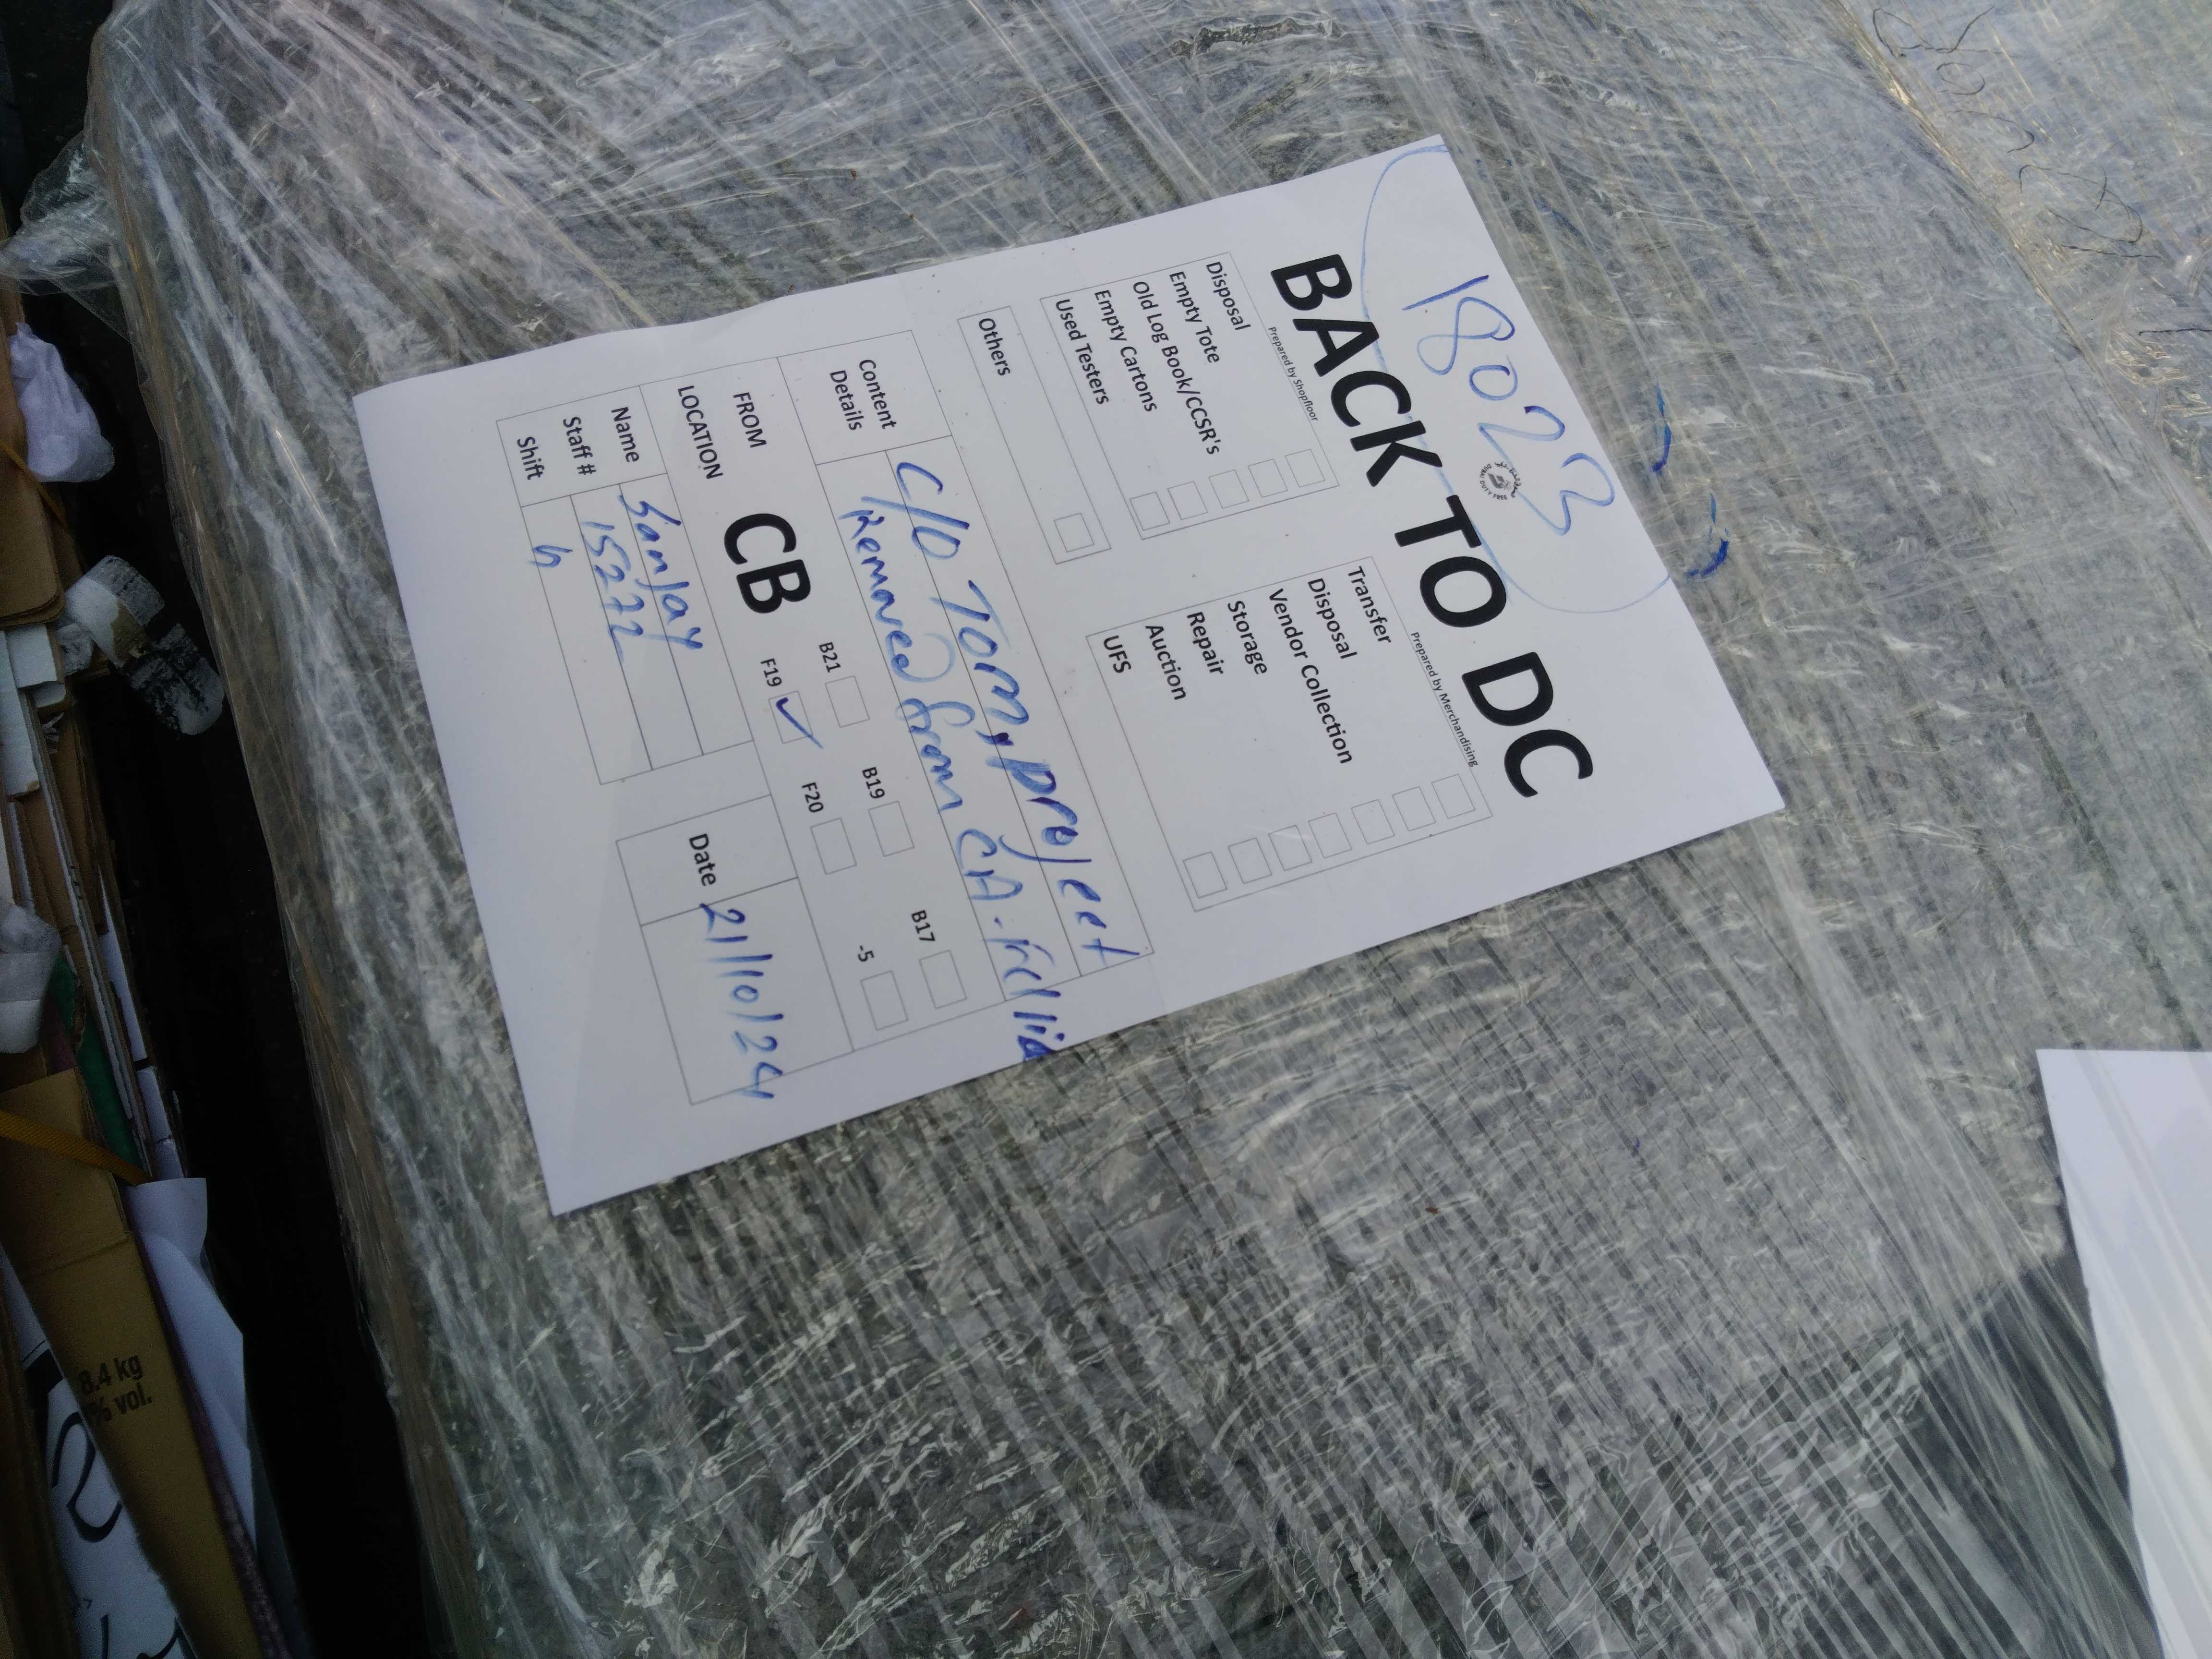 18023
DUBAI DUTY FREE
BACK TO DC
Prepared by Shopfloor
Disposal
Empty Tote
Old Log Book/CCSR's
Empty Cartons
Used Testers
Others
Prepared by Merchandising
Transfer
Disposal
Vendor Collection
Storage
Repair
Auction
UFS
Content Details
C/O TOM, project
Removed from CA.
FROM LOCATION
CB
B21 B19 B17
F19 ✓ F20 -5
Name Sanjay
Staff # 15272
Shift
Date 21/10/24
8.4 kg
% vol.